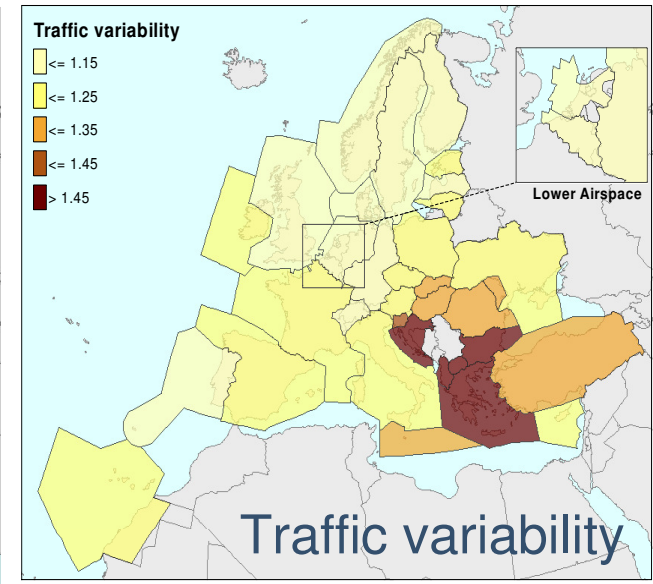 Traffic variability
<= 1.15
<= 1.25
<= 1.35
<= 1.45
> 1.45
Lower Airspace
Traffic variability